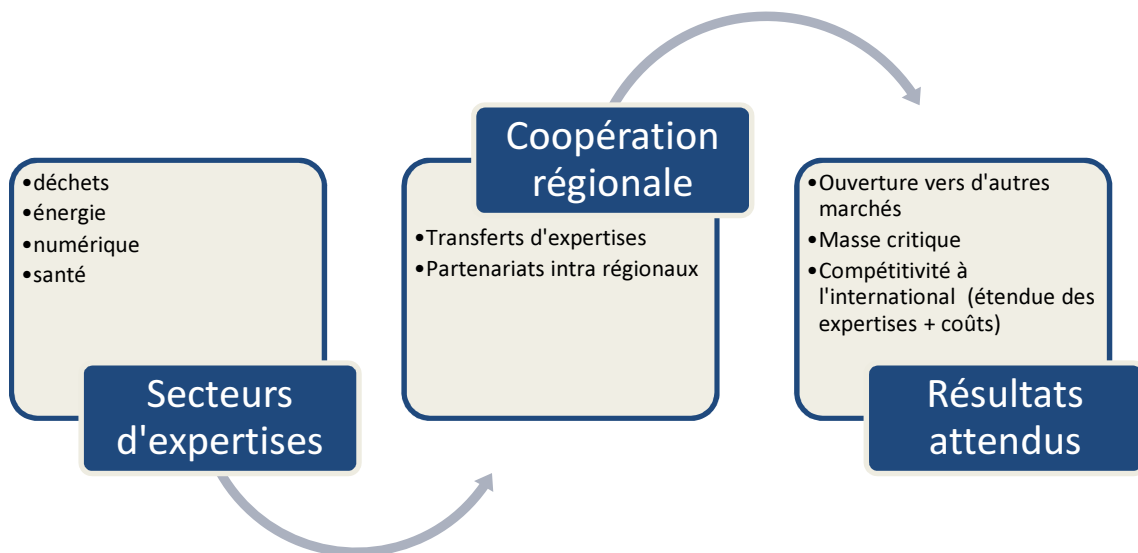 •déchets
•énergie
•numérique
•santé
Secteurs
d'expertises
Coopération
régionale
•Transferts d'expertises
•Partenariats intra régionaux
•Ouverture vers d'autres
marchés
•Masse critique
•Compétitivité à
l'international (étendue des
expertises + coûts)
Résultats
attendus